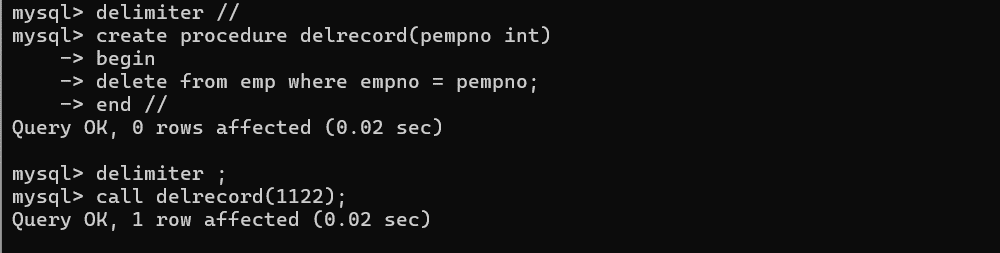 mysql> delimiter //
mysql> create procedure delrecord(pempno int)
    -> begin
    -> delete from emp where empno = pempno;
    -> end //
Query OK, 0 rows affected (0.02 sec)

mysql> delimiter ;
mysql> call delrecord(1122);
Query OK, 1 row affected (0.02 sec)